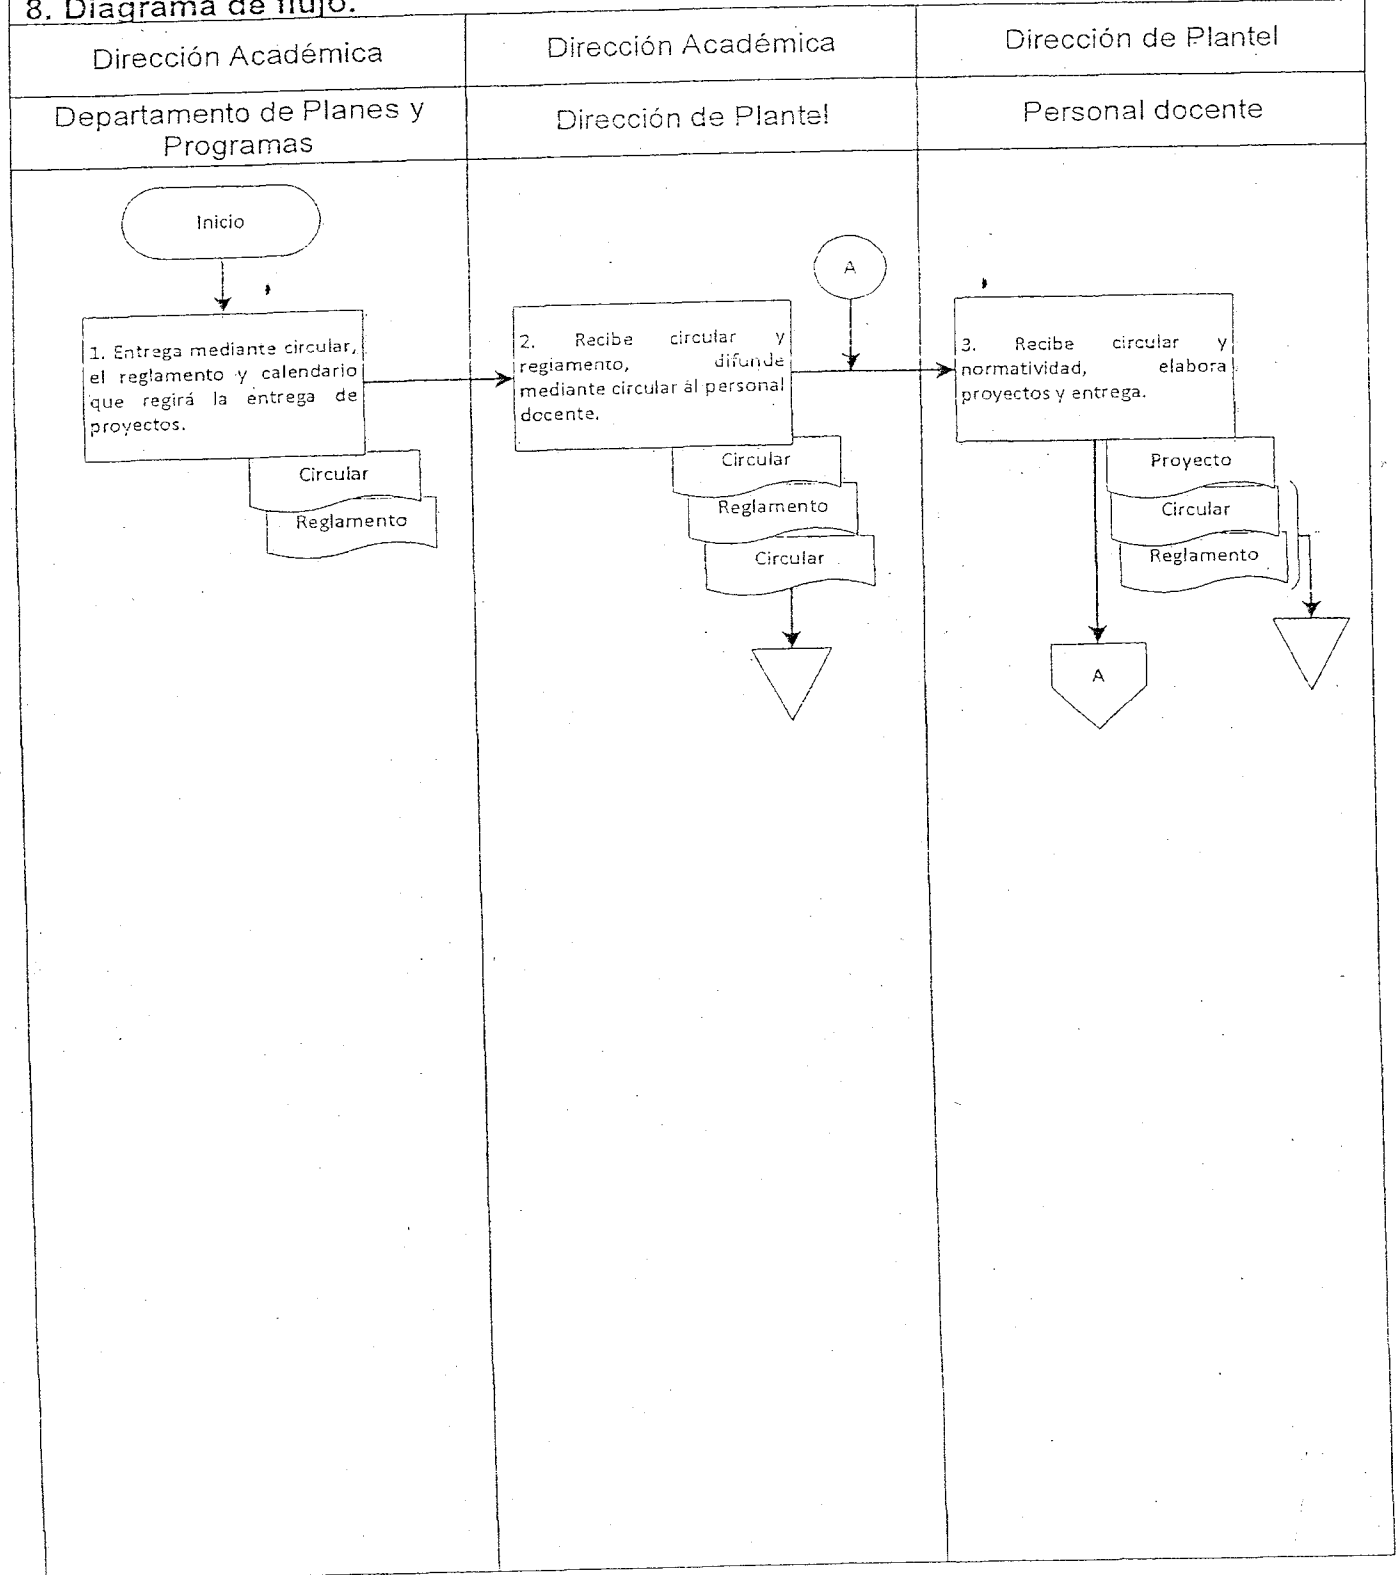 8. Diagrama de flujo.
Dirección Académica
Dirección Académica
Dirección de Plantel
Departamento de Planes y
Programas
Dirección de Plantel
Personal docente
Inicio
1. Entrega mediante circular,
el reglamento y calendario
que regirá la entrega de
proyectos.
Circular
Reglamento
A
2. Recibe circular y
reglamento, difunde
mediante circular al personal
docente.
Circular
Reglamento
Circular
3. Recibe circular y
normatividad, elabora
proyectos y entrega.
Proyecto
Circular
Reglamento
A